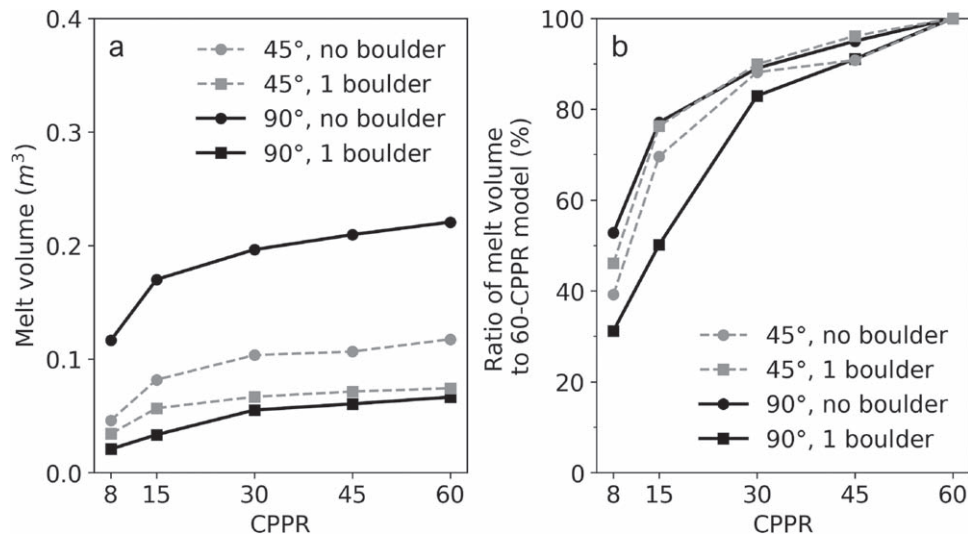 a
45°, no boulder
45°, 1 boulder
90°, no boulder
90°, 1 boulder
Melt volume (m³)
0.4
0.3
0.2
0.1
0.0
8 15 30 45 60
CPPR
b
Ratio of melt volume
to 60-CPPR model (%)
100
80
60
40
20
0
45°, no boulder
45°, 1 boulder
90°, no boulder
90°, 1 boulder
8 15 30 45 60
CPPR